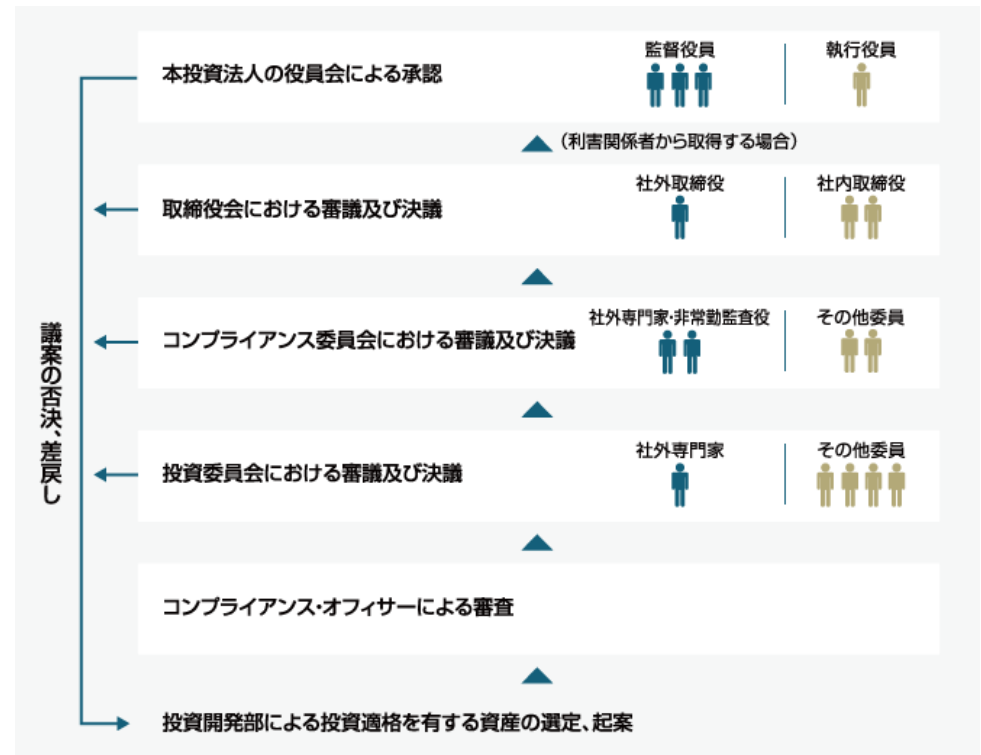 本投資法人の役員会による承認
監督役員
執行役員
（利害関係者から取得する場合）
取締役会における審議及び決議
社外取締役
社内取締役
コンプライアンス委員会における審議及び決議
社外専門家・非常勤監査役
その他委員
投資委員会における審議及び決議
社外専門家
その他委員
コンプライアンス・オフィサーによる審査
投資開発部による投資適格を有する資産の選定、起案
議案の否決、差戻し